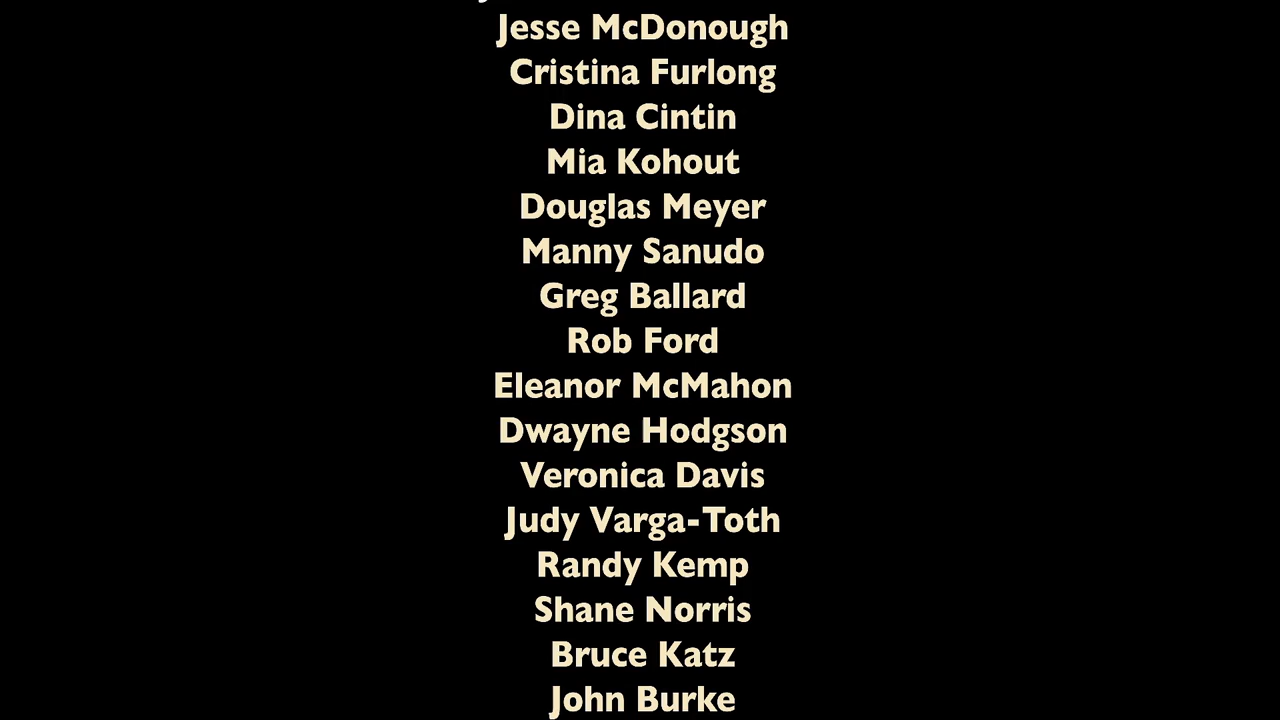 Jesse McDonough
Cristina Furlong
Dina Cintin
Mia Kohout
Douglas Meyer
Manny Sanudo
Greg Ballard
Rob Ford
Eleanor McMahon
Dwayne Hodgson
Veronica Davis
Judy Varga-Toth
Randy Kemp
Shane Norris
Bruce Katz
John Burke